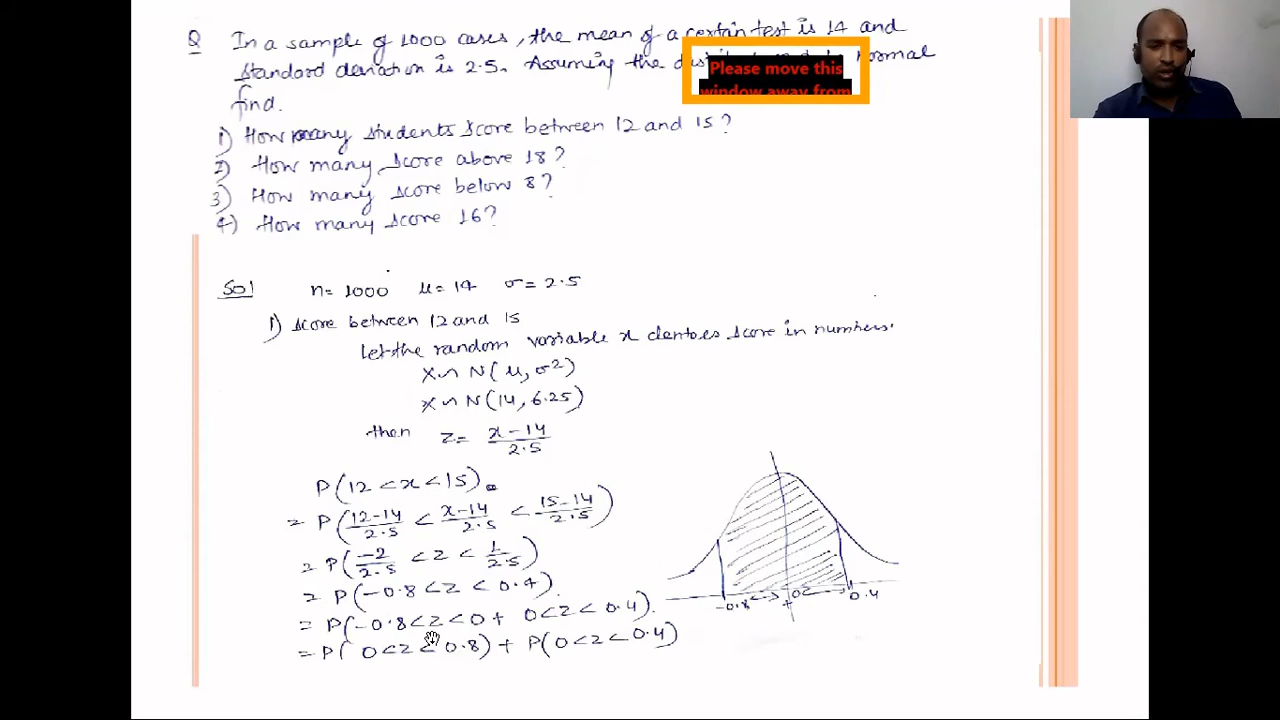 Q In a sample of 1000 cases, the mean of a certain test is 14 and
standard deviation is 2.5. Assuming the normal
find.
1) How many students score between 12 and 15?
2) How many score above 18?
3) How many score below 8?
4) How many score 16?
Please move this
window away from
Sol n=1000 μ=14 σ=2.5
1) score between 12 and 15
Let the random variable x denotes score in numbers.
X ~ N(μ, σ²)
X ~ N(14, 6.25)
then z = (x-14)/2.5
P(12 < x < 15).
= P((12-14)/2.5 < (x-14)/2.5 < (15-14)/2.5)
= P(-2/2.5 < z < 1/2.5)
= P(-0.8 < z < 0.4).
= P(-0.8 < z < 0 + 0 < z < 0.4).
= P(0 < z < 0.8) + P(0 < z < 0.4)
-0.8 0 0.4